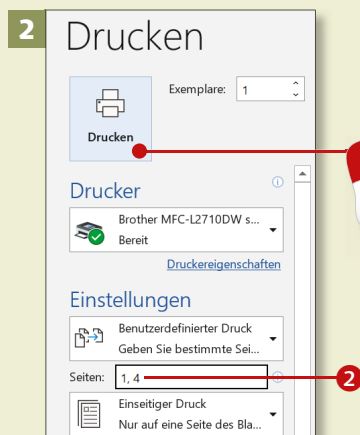 2
Drucken
Exemplare: 1
Drucken
Drucker
Brother MFC-L2710DW s...
Bereit
Druckereigenschaften
Einstellungen
Benutzerdefinierter Druck
Geben Sie bestimmte Sei...
Seiten: 1, 4
2
Einseitiger Druck
Nur auf eine Seite des Bla...